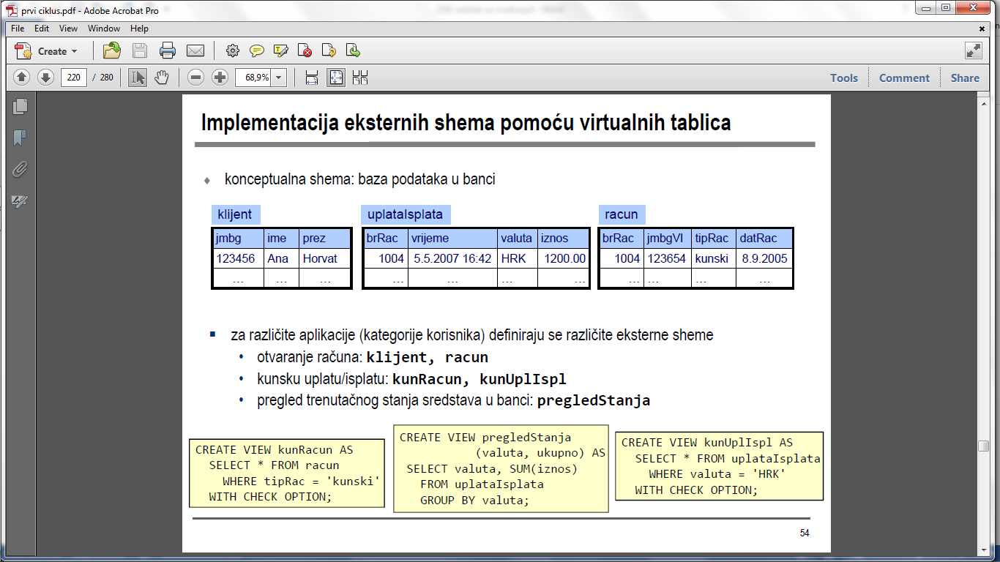 prvi ciklus.pdf - Adobe Acrobat Pro
File Edit View Window Help
Create
220 / 280 68,9% Tools Comment Share
Implementacija eksternih shema pomoću virtualnih tablica
konceptualna shema: baza podataka u banci
klijent uplataIsplata racun
jmbg ime prez brRac vrijeme valuta iznos brRac jmbgVl tipRac datRac
123456 Ana Horvat 1004 5.5.2007 16:42 HRK 1200.00 1004 123654 kunski 8.9.2005
… … … … … … … … … … …
za različite aplikacije (kategorije korisnika) definiraju se različite eksterne sheme
otvaranje računa: klijent, racun
kunsku uplatu/isplatu: kunRacun, kunUplIspl
pregled trenutačnog stanja sredstava u banci: pregledStanja
CREATE VIEW kunRacun AS
SELECT * FROM racun
WHERE tipRac = 'kunski'
WITH CHECK OPTION;
CREATE VIEW pregledStanja
(valuta, ukupno) AS
SELECT valuta, SUM(iznos)
FROM uplataIsplata
GROUP BY valuta;
CREATE VIEW kunUplIspl AS
SELECT * FROM uplataIsplata
WHERE valuta = 'HRK'
WITH CHECK OPTION;
54